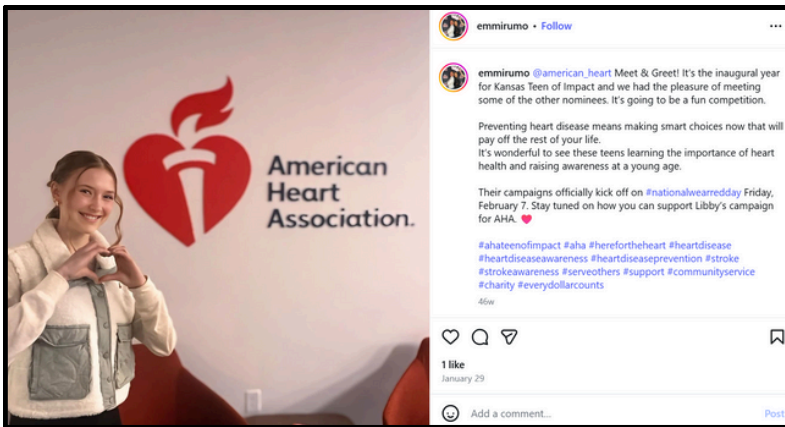 American
Heart
Association.
emmirumo • Follow
emmirumo @american_heart Meet & Greet! It's the inaugural year
for Kansas Teen of Impact and we had the pleasure of meeting
some of the other nominees. It's going to be a fun competition.
Preventing heart disease means making smart choices now that will
pay off the rest of your life.
It's wonderful to see these teens learning the importance of heart
health and raising awareness at a young age.
Their campaigns officially kick off on #nationalwearredday Friday,
February 7. Stay tuned on how you can support Libby's campaign
for AHA.
#ahateenofimpact #aha #herefortheheart #heartdisease
#heartdiseaseawareness #heartdiseaseprevention #stroke
#strokeawareness #serveothers #support #communityservice
#charity #everydollarcounts
46w
1 like
January 29
Add a comment...
Post